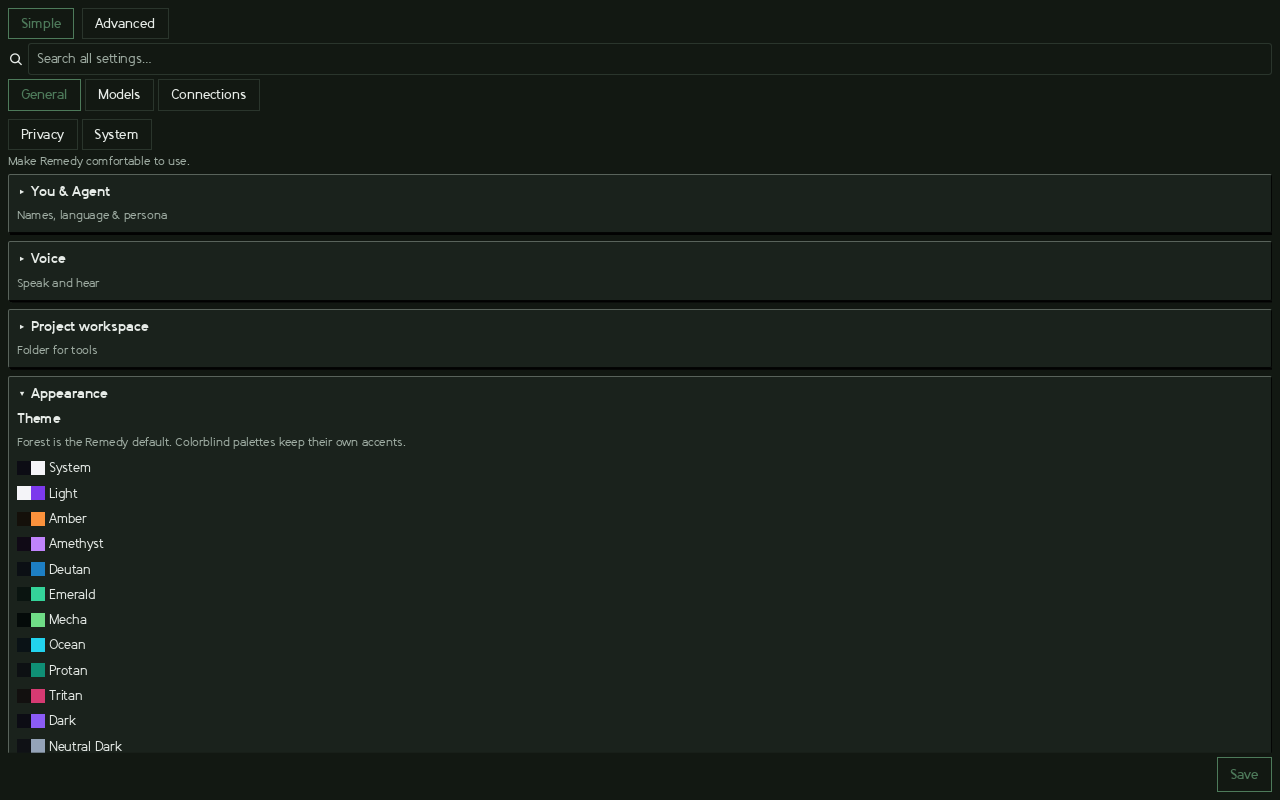 Simple Advanced
Search all settings...
General Models Connections
Privacy System
Make Remedy comfortable to use.
▸ You & Agent
Names, language & persona
▸ Voice
Speak and hear
▸ Project workspace
Folder for tools
▾ Appearance
Theme
Forest is the Remedy default. Colorblind palettes keep their own accents.
System
Light
Amber
Amethyst
Deutan
Emerald
Mecha
Ocean
Protan
Tritan
Dark
Neutral Dark
Save